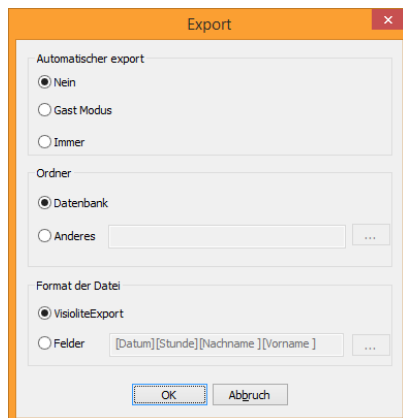 Export
Automatischer export
Nein
Gast Modus
Immer
Ordner
Datenbank
Anderes
...
Format der Datei
VisioliteExport
Felder [Datum][Stunde][Nachname ][Vorname ] ...
OK Abbruch